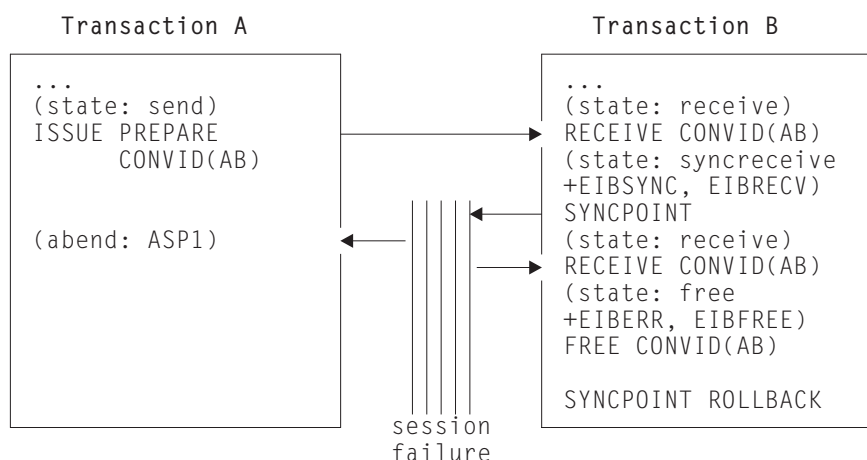 Transaction A
...
(state: send)
ISSUE PREPARE
CONVID(AB)
(abend: ASP1)
session
failure
Transaction B
...
(state: receive)
RECEIVE CONVID(AB)
(state: syncreceive
+EIBSYNC, EIBRECV)
SYNCPOINT
(state: receive)
RECEIVE CONVID(AB)
(state: free
+EIBERR, EIBFREE)
FREE CONVID(AB)
SYNCPOINT ROLLBACK